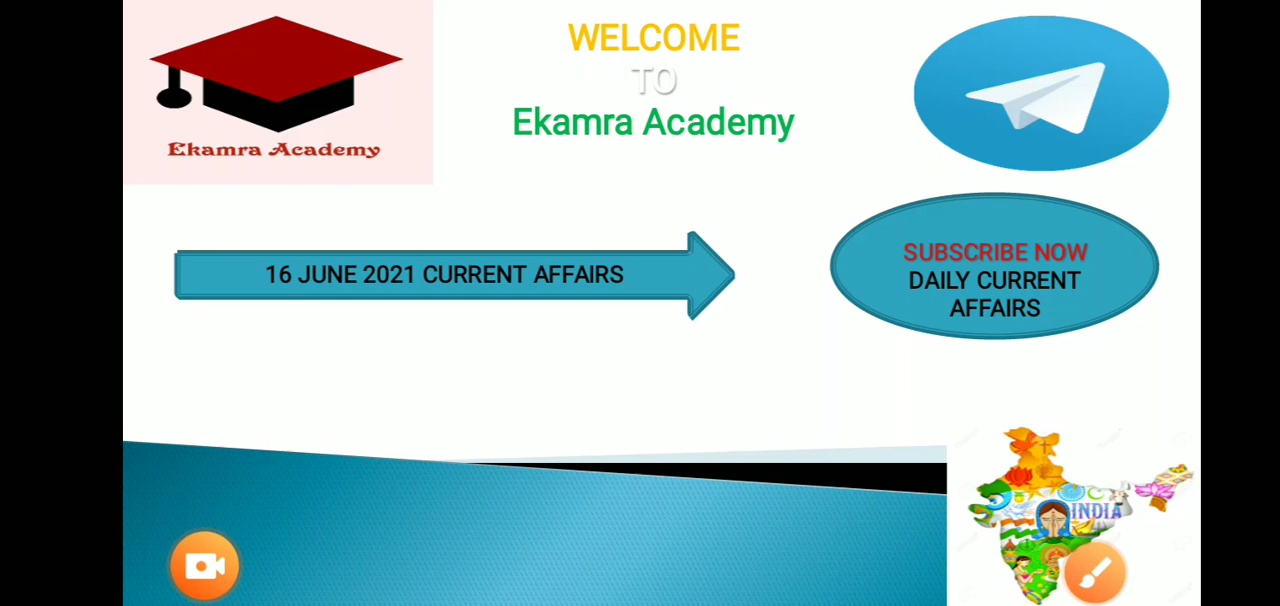 WELCOME
TO
Ekamra Academy
Ekamra Academy
16 JUNE 2021 CURRENT AFFAIRS
SUBSCRIBE NOW
DAILY CURRENT
AFFAIRS
INDIA